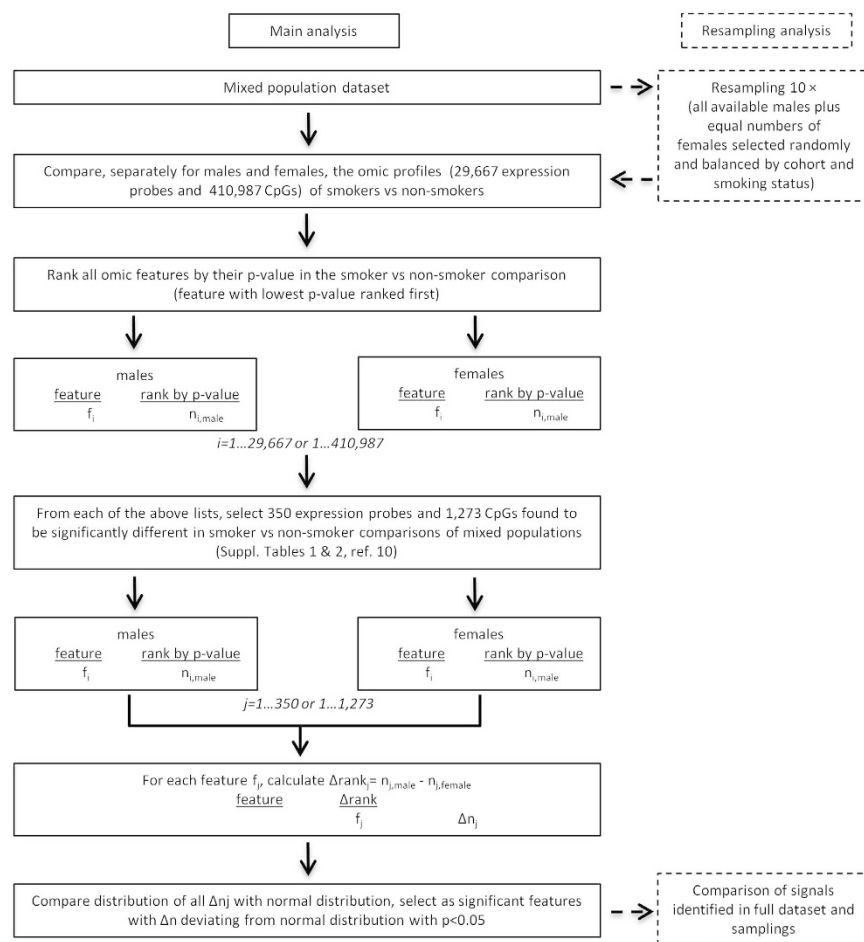 Main analysis
Resampling analysis
Mixed population dataset
Resampling 10 ×
(all available males plus
equal numbers of
females selected randomly
and balanced by cohort and
smoking status)
Compare, separately for males and females, the omic profiles (29,667 expression
probes and 410,987 CpGs) of smokers vs non-smokers
Rank all omic features by their p-value in the smoker vs non-smoker comparison
(feature with lowest p-value ranked first)
males
feature rank by p-value
fi ni,male
females
feature rank by p-value
fi ni,male
i=1...29,667 or 1...410,987
From each of the above lists, select 350 expression probes and 1,273 CpGs found to
be significantly different in smoker vs non-smoker comparisons of mixed populations
(Suppl. Tables 1 & 2, ref. 10)
males
feature rank by p-value
fi ni,male
females
feature rank by p-value
fi ni,male
j=1...350 or 1...1,273
For each feature fj, calculate Δrankj= nj,male - nj,female
feature Δrank
fj Δnj
Compare distribution of all Δnj with normal distribution, select as significant features
with Δn deviating from normal distribution with p<0.05
Comparison of signals
identified in full dataset and
samplings